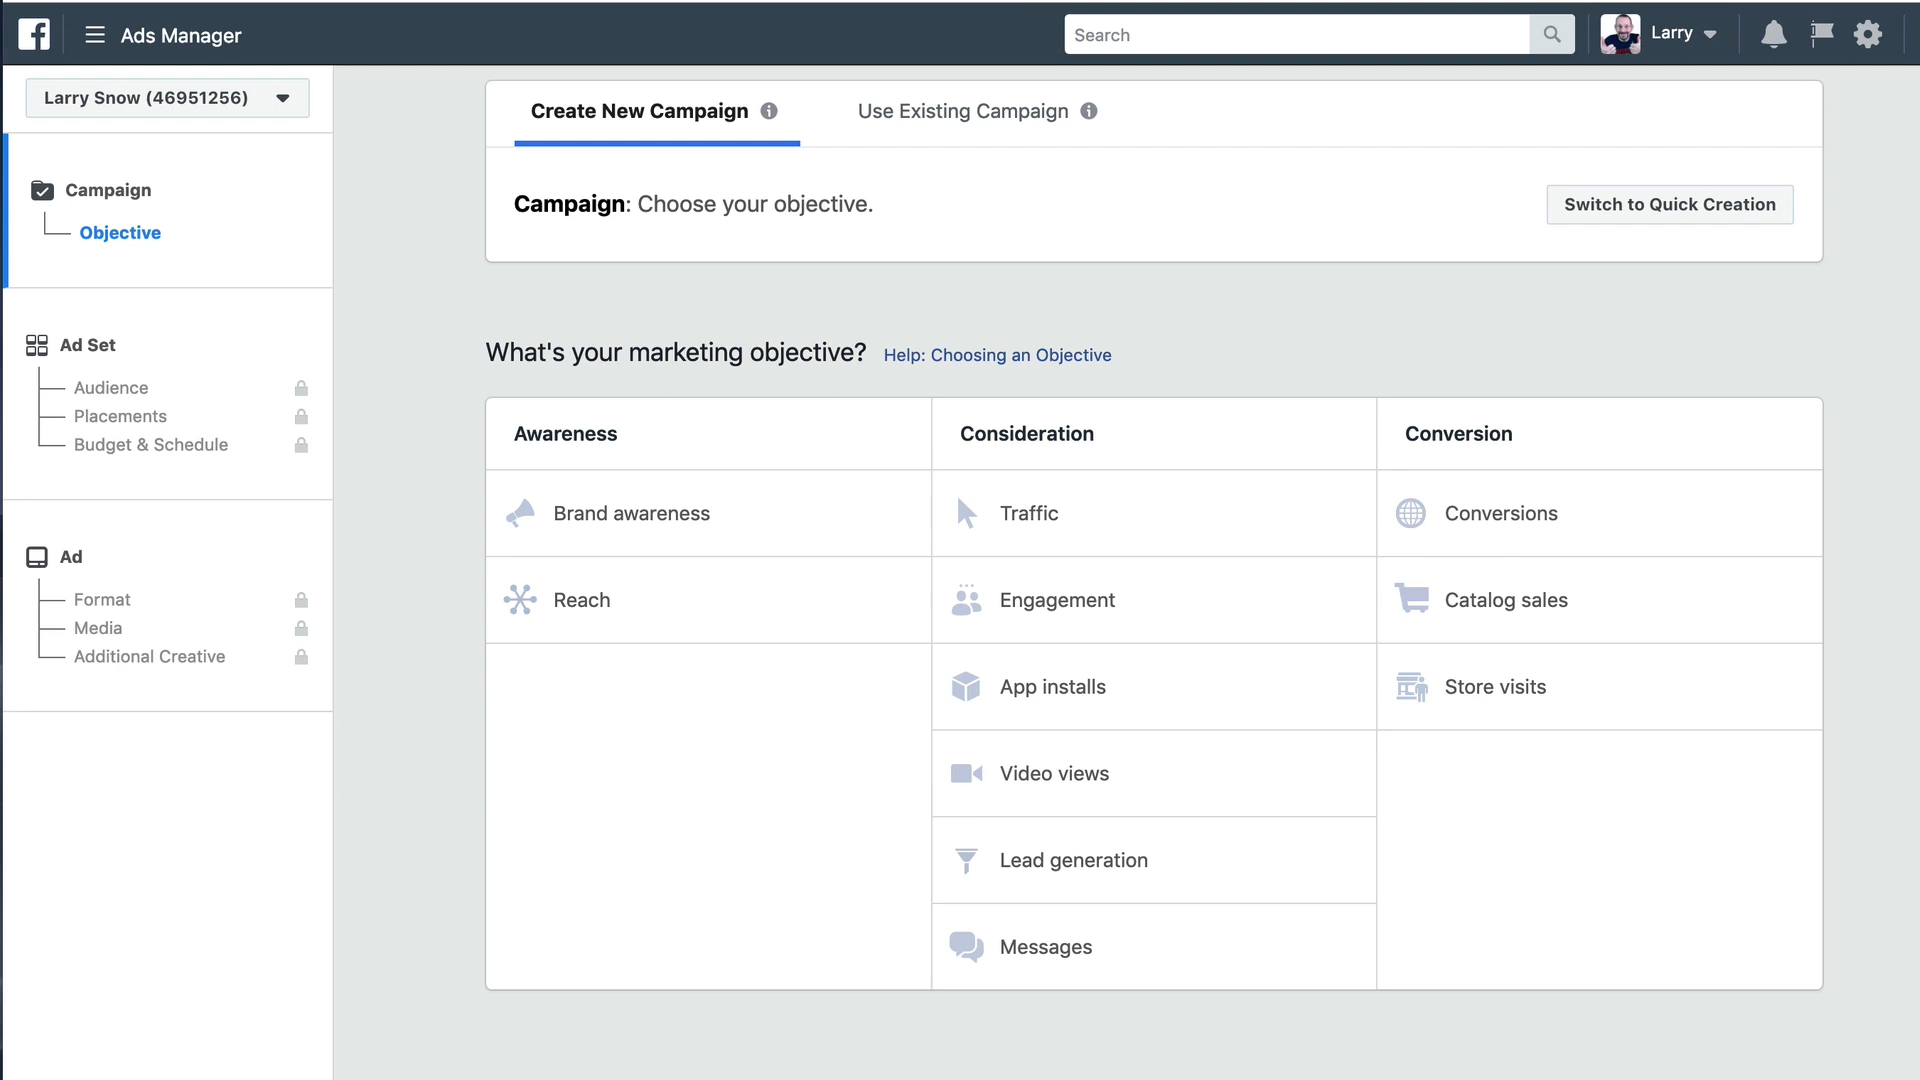 Ads Manager
Search
Larry
Larry Snow (46951256)
Campaign
Objective
Ad Set
Audience
Placements
Budget & Schedule
Ad
Format
Media
Additional Creative
Create New Campaign
Use Existing Campaign
Campaign: Choose your objective.
Switch to Quick Creation
What's your marketing objective? Help: Choosing an Objective
Awareness
Brand awareness
Reach
Consideration
Traffic
Engagement
App installs
Video views
Lead generation
Messages
Conversion
Conversions
Catalog sales
Store visits